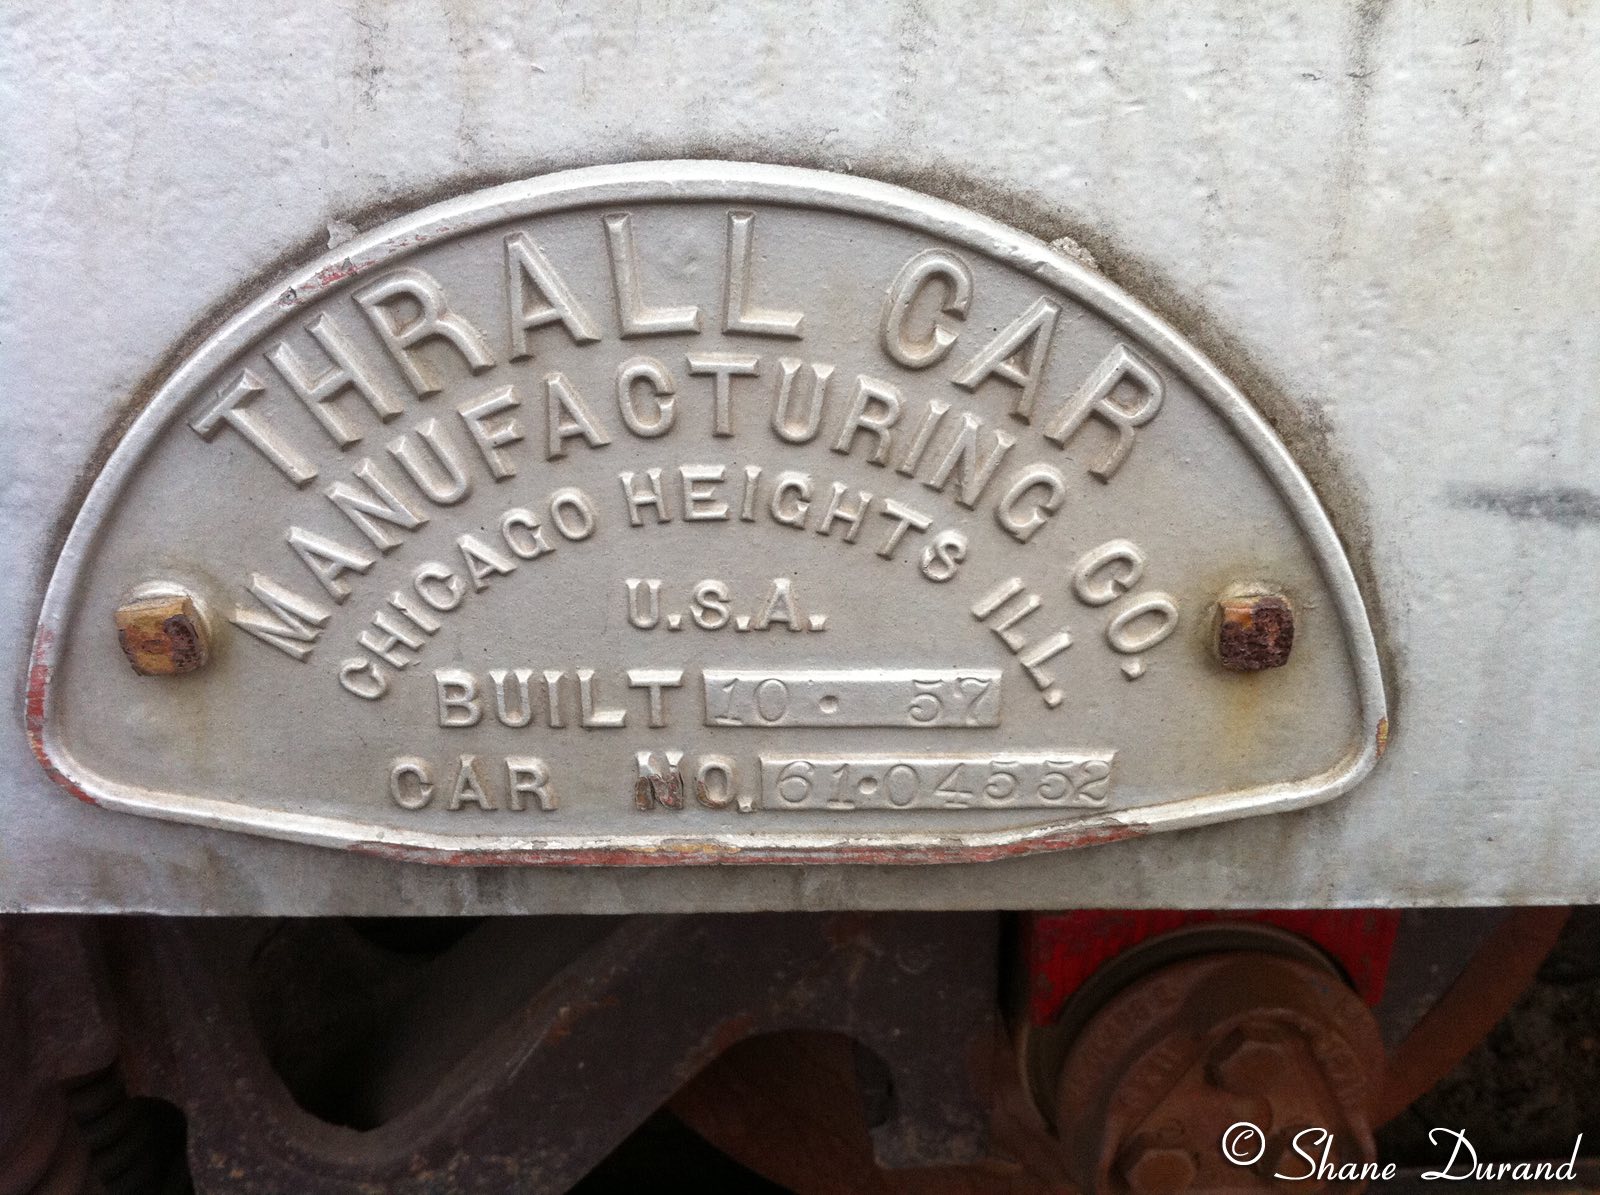 THRALL CAR
MANUFACTURING CO.
CHICAGO HEIGHTS ILL.
U.S.A.
BUILT 10 · 57
CAR NO. 61·04552
© Shane Durand